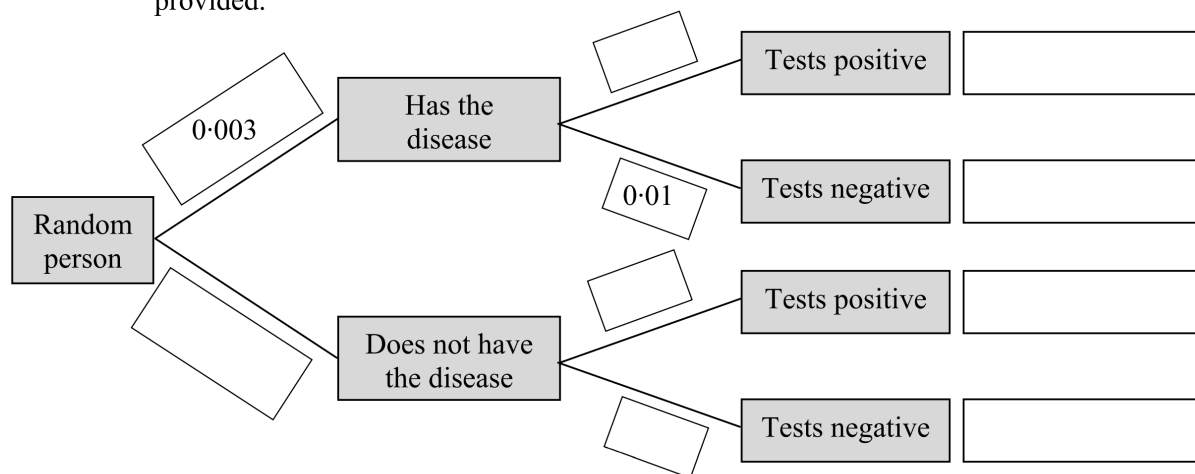 provided.
0·003
Has the
disease
Tests positive
Tests negative
0·01
Random
person
Does not have
the disease
Tests positive
Tests negative